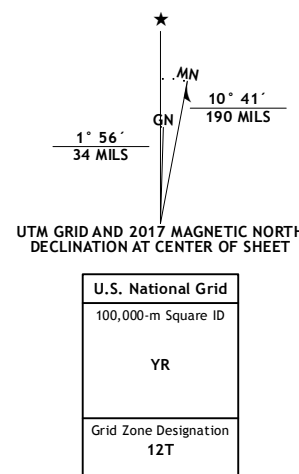 ★
MN
10° 41´
190 MILS
GN
1° 56´
34 MILS
UTM GRID AND 2017 MAGNETIC NORTH
DECLINATION AT CENTER OF SHEET
U.S. National Grid
100,000-m Square ID
YR
Grid Zone Designation
12T